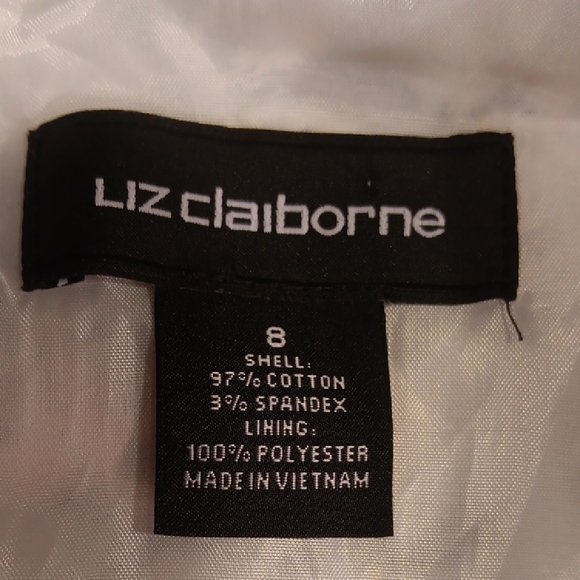 LIZ claiborne
8
SHELL:
97% COTTON
3% SPANDEX
LINING:
100% POLYESTER
MADE IN VIETNAM